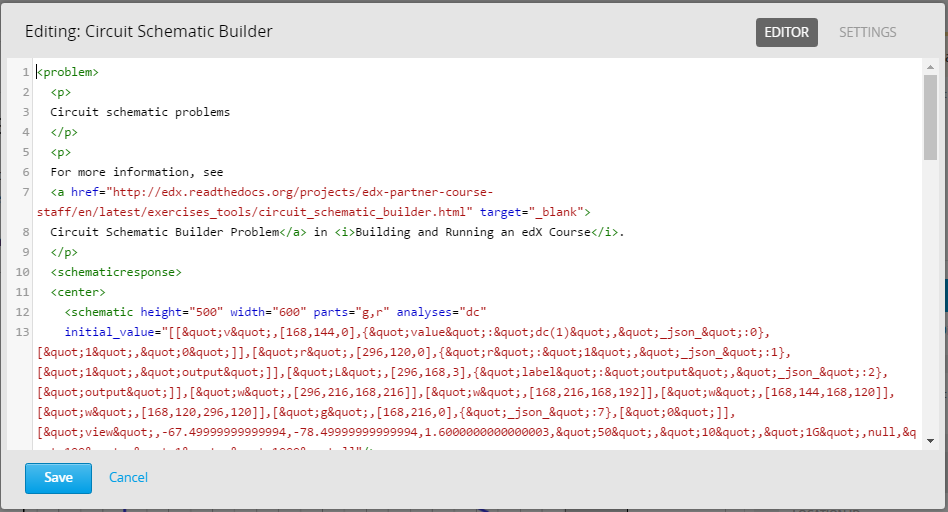 Editing: Circuit Schematic Builder
EDITOR
SETTINGS
1 <problem>
2 <p>
3 Circuit schematic problems
4 </p>
5 <p>
6 For more information, see
7 <a href="http://edx.readthedocs.org/projects/edx-partner-course-
staff/en/latest/exercises_tools/circuit_schematic_builder.html" target="_blank">
8 Circuit Schematic Builder Problem</a> in <i>Building and Running an edX Course</i>.
9 </p>
10 <schematicresponse>
11 <center>
12 <schematic height="500" width="600" parts="g,r" analyses="dc"
13 initial_value="[[&quot;v&quot;,[168,144,0],{&quot;value&quot;:&quot;dc(1)&quot;,&quot;_json_&quot;:0},
[&quot;1&quot;,&quot;0&quot;]],[&quot;r&quot;,[296,120,0],{&quot;r&quot;:&quot;1&quot;,&quot;_json_&quot;:1},
[&quot;1&quot;,&quot;output&quot;]],[&quot;L&quot;,[296,168,3],{&quot;label&quot;:&quot;output&quot;,&quot;_json_&quot;:2},
[&quot;output&quot;]],[&quot;w&quot;,[296,216,168,216]],[&quot;w&quot;,[168,216,168,192]],[&quot;w&quot;,[168,144,168,120]],
[&quot;w&quot;,[168,120,296,120]],[&quot;g&quot;,[168,216,0],{&quot;_json_&quot;:7},[&quot;0&quot;]],
[&quot;view&quot;,-67.49999999999994,-78.49999999999994,1.6000000000000003,&quot;50&quot;,&quot;10&quot;,&quot;1G&quot;,null,&q
Save
Cancel